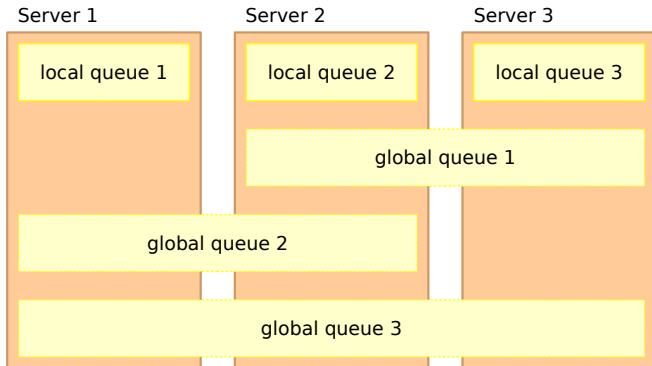 Server 1
Server 2
Server 3
local queue 1
local queue 2
local queue 3
global queue 1
global queue 2
global queue 3